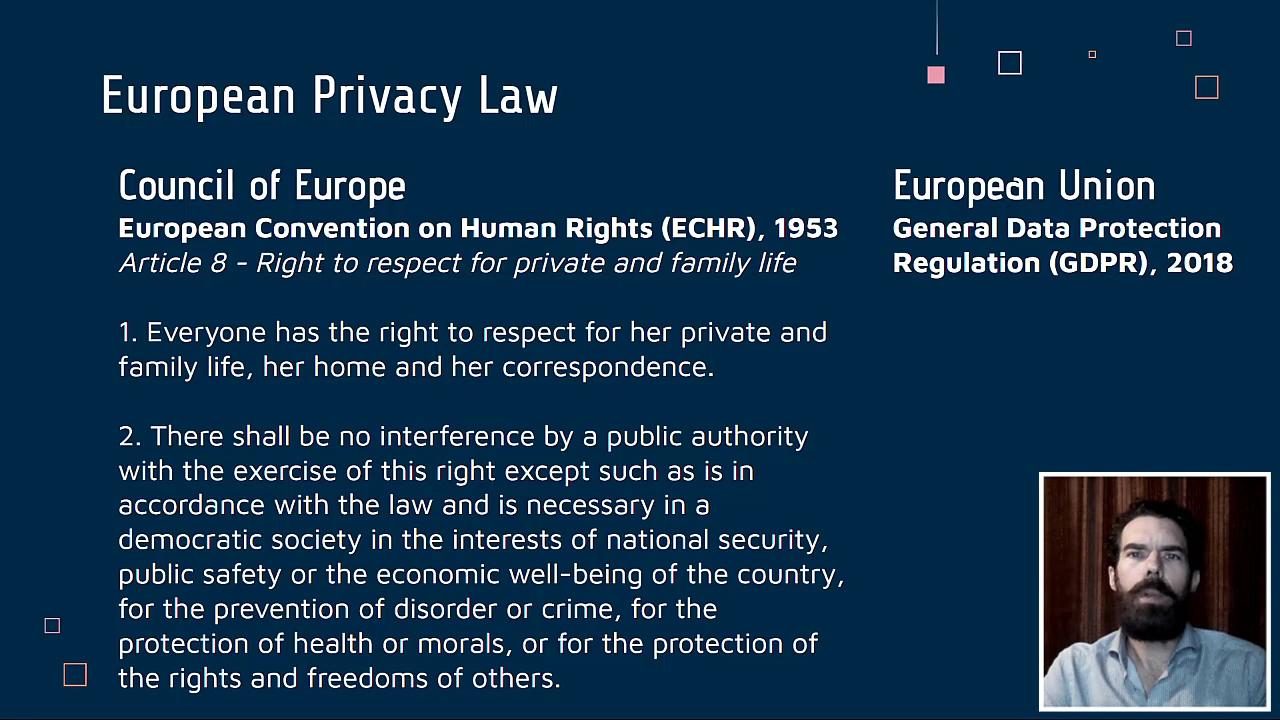 European Privacy Law
Council of Europe
European Convention on Human Rights (ECHR), 1953
Article 8 - Right to respect for private and family life
1. Everyone has the right to respect for her private and
family life, her home and her correspondence.
2. There shall be no interference by a public authority
with the exercise of this right except such as is in
accordance with the law and is necessary in a
democratic society in the interests of national security,
public safety or the economic well-being of the country,
for the prevention of disorder or crime, for the
protection of health or morals, or for the protection of
the rights and freedoms of others.
European Union
General Data Protection
Regulation (GDPR), 2018